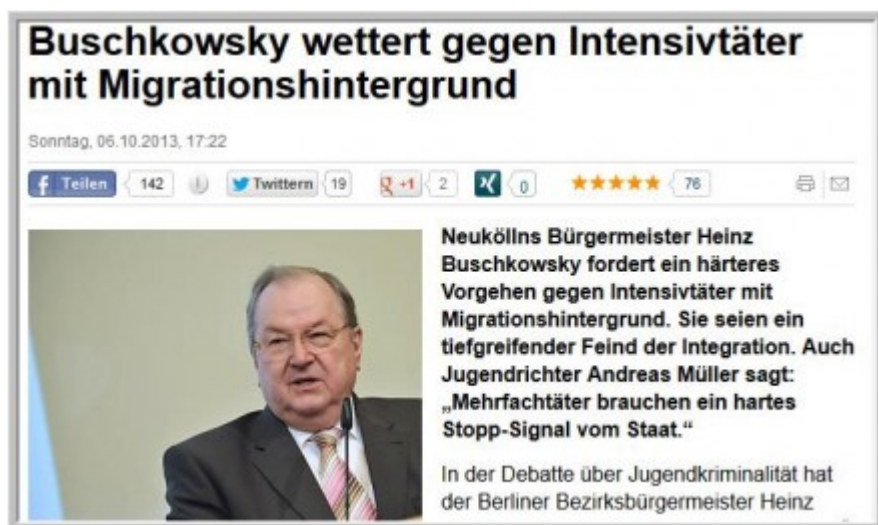 Buschkowsky wettert gegen Intensivtäter
mit Migrationshintergrund
Sonntag, 06.10.2013, 17:22
Teilen 142 Twittern 19 +1 2 0 76
Neuköllns Bürgermeister Heinz
Buschkowsky fordert ein härteres
Vorgehen gegen Intensivtäter mit
Migrationshintergrund. Sie seien ein
tiefgreifender Feind der Integration. Auch
Jugendrichter Andreas Müller sagt:
„Mehrfachtäter brauchen ein hartes
Stopp-Signal vom Staat.“
In der Debatte über Jugendkriminalität hat
der Berliner Bezirksbürgermeister Heinz